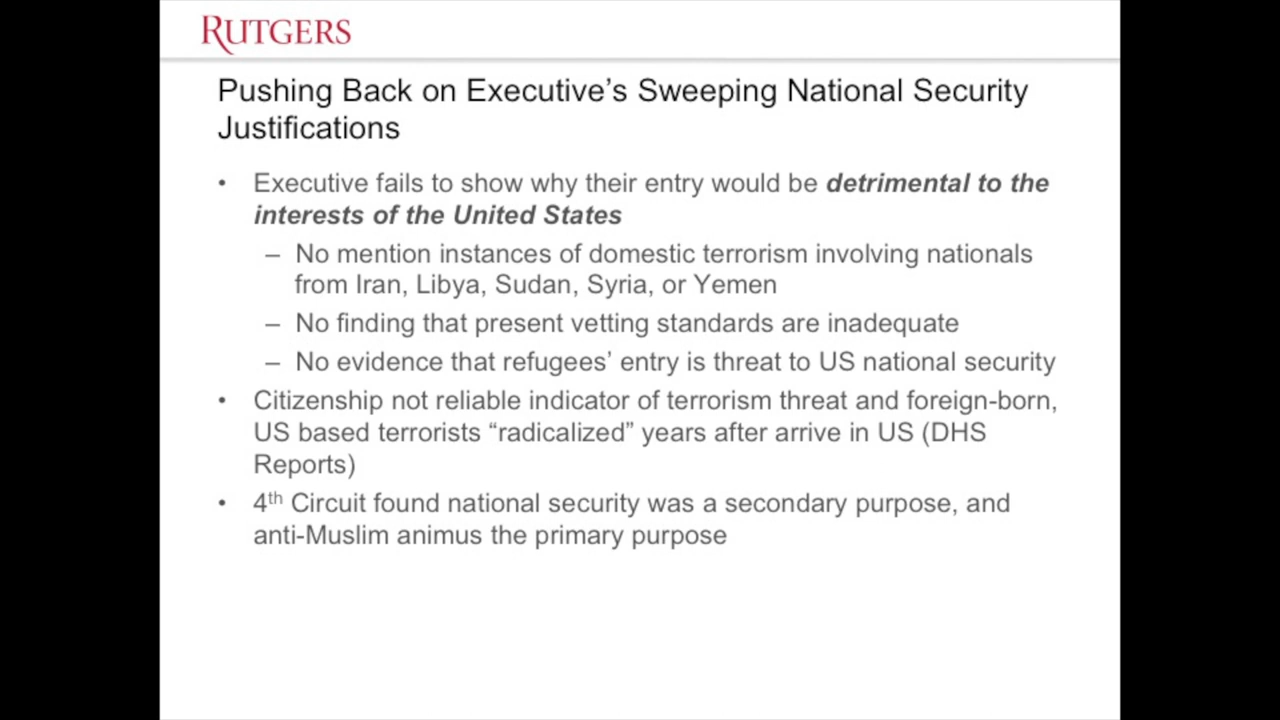 RUTGERS
Pushing Back on Executive’s Sweeping National Security
Justifications
• Executive fails to show why their entry would be detrimental to the
interests of the United States
– No mention instances of domestic terrorism involving nationals
from Iran, Libya, Sudan, Syria, or Yemen
– No finding that present vetting standards are inadequate
– No evidence that refugees’ entry is threat to US national security
• Citizenship not reliable indicator of terrorism threat and foreign-born,
US based terrorists “radicalized” years after arrive in US (DHS
Reports)
• 4th Circuit found national security was a secondary purpose, and
anti-Muslim animus the primary purpose